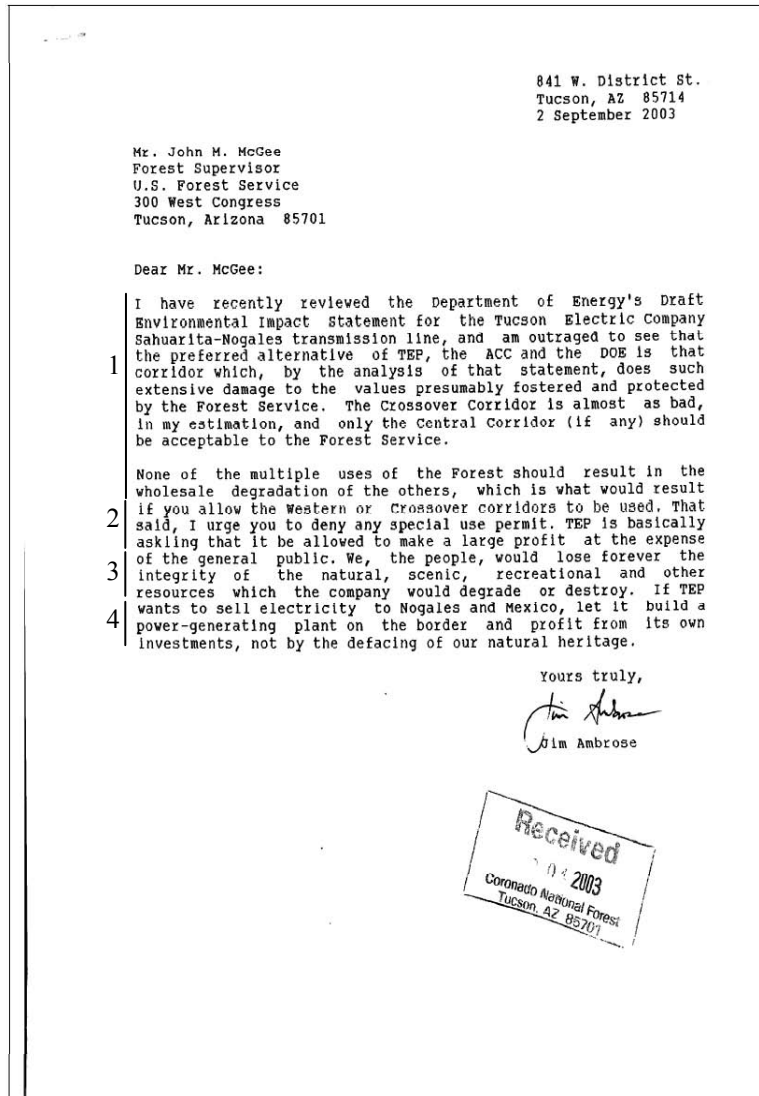 841 W. District St.
Tucson, AZ 85714
2 September 2003
Mr. John M. McGee
Forest Supervisor
U.S. Forest Service
300 West Congress
Tucson, Arizona 85701
Dear Mr. McGee:
I have recently reviewed the Department of Energy's Draft
Environmental Impact Statement for the Tucson Electric Company
Sahuarita-Nogales transmission line, and am outraged to see that
1 the preferred alternative of TEP, the ACC and the DOE is that
corridor which, by the analysis of that statement, does such
extensive damage to the values presumably fostered and protected
by the Forest Service. The Crossover Corridor is almost as bad,
in my estimation, and only the Central Corridor (if any) should
be acceptable to the Forest Service.
None of the multiple uses of the Forest should result in the
wholesale degradation of the others, which is what would result
2 if you allow the Western or Crossover corridors to be used. That
said, I urge you to deny any special use permit. TEP is basically
askiing that it be allowed to make a large profit at the expense
3 of the general public. We, the people, would lose forever the
integrity of the natural, scenic, recreational and other
resources which the company would degrade or destroy. If TEP
4 wants to sell electricity to Nogales and Mexico, let it build a
power-generating plant on the border and profit from its own
investments, not by the defacing of our natural heritage.
Yours truly,
Jim Ambrose
Jim Ambrose
Received
2003
Coronado National Forest
Tucson, AZ 85701